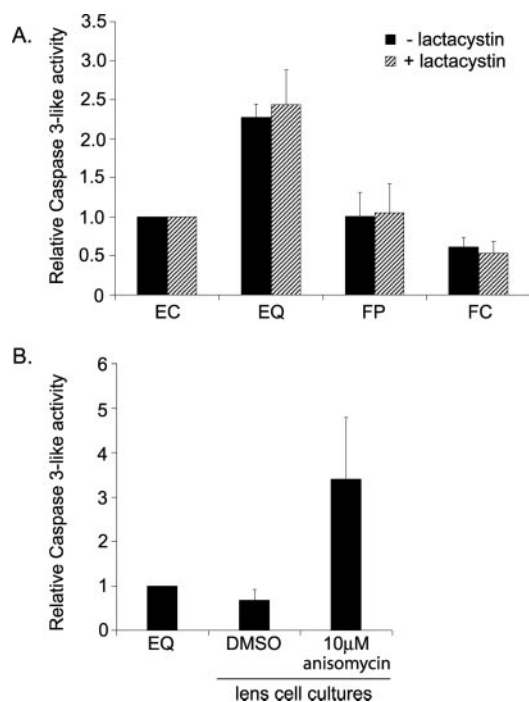 A.
Relative Caspase 3-like activity
3.5
3.0
2.5
2.0
1.5
1.0
0.5
0
- lactacystin
+ lactacystin
EC EQ FP FC
B.
Relative Caspase 3-like activity
6
5
4
3
2
1
0
EQ DMSO 10µM
anisomycin
lens cell cultures